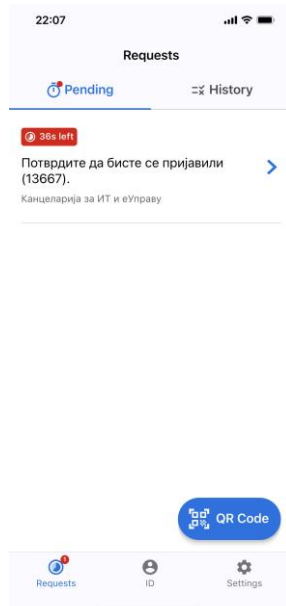 22:07
Requests
Pending
History
36s left
Потврдите да бисте се пријавили
(13667).
Канцеларија за ИТ и еУправу
QR Code
1
Requests
ID
Settings